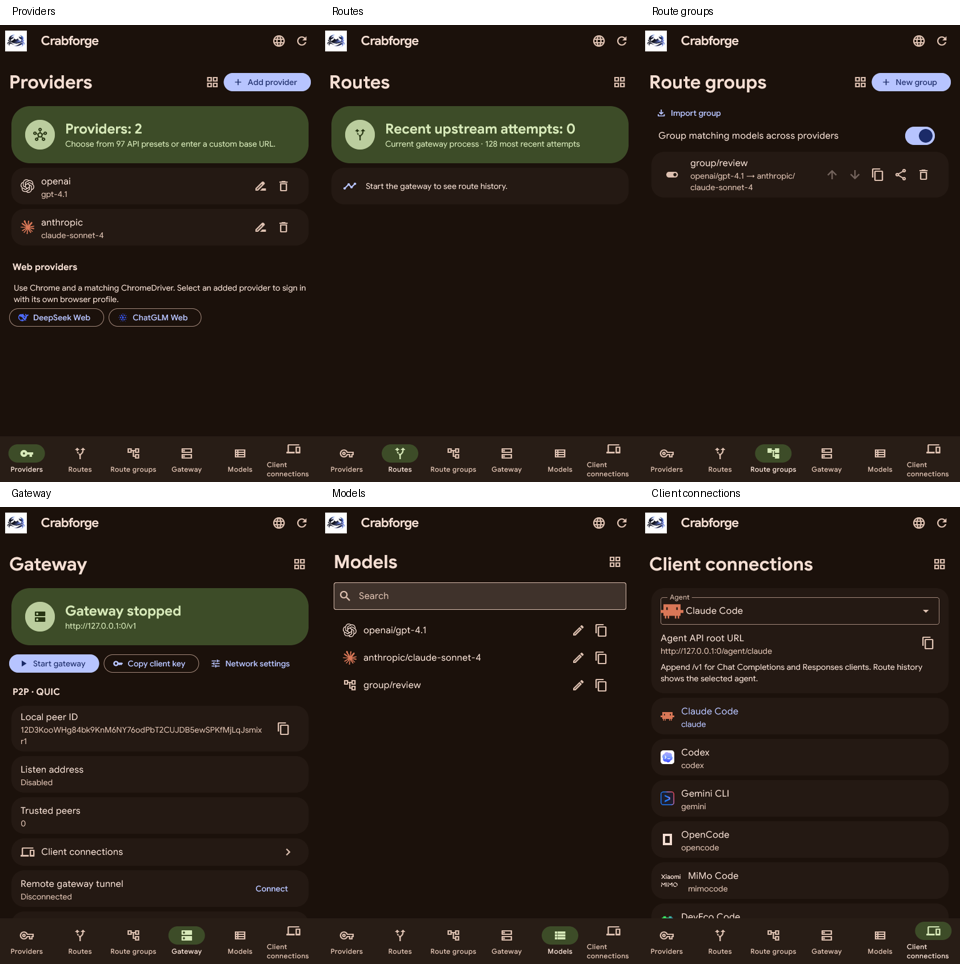 Providers
Crabforge
Providers
Add provider
Providers: 2
Choose from 97 API presets or enter a custom base URL.
openai
gpt-4.1
anthropic
claude-sonnet-4
Web providers
Use Chrome and a matching ChromeDriver. Select an added provider to sign in
with its own browser profile.
DeepSeek Web
ChatGLM Web
Providers
Routes
Route groups
Gateway
Models
Client
connections
Routes
Crabforge
Routes
Recent upstream attempts: 0
Current gateway process · 128 most recent attempts
Start the gateway to see route history.
Providers
Routes
Route groups
Gateway
Models
Client
connections
Route groups
Crabforge
Route groups
New group
Import group
Group matching models across providers
group/review
openai/gpt-4.1 → anthropic/
claude-sonnet-4
Providers
Routes
Route groups
Gateway
Models
Client
connections
Gateway
Crabforge
Gateway
Gateway stopped
http://127.0.0.1:0/v1
Start gateway
Copy client key
Network settings
P2P · QUIC
Local peer ID
12D3KooWHg84bk9KnM6NY76odPbT2CUJDB5ewSPKfMjLqJsmix
r1
Listen address
Disabled
Trusted peers
0
Client connections
Remote gateway tunnel
Disconnected
Connect
Providers
Routes
Route groups
Gateway
Models
Client
connections
Models
Crabforge
Models
Search
openai/gpt-4.1
anthropic/claude-sonnet-4
group/review
Providers
Routes
Route groups
Gateway
Models
Client
connections
Client connections
Crabforge
Client connections
Agent
Claude Code
Agent API root URL
http://127.0.0.1:0/agent/claude
Append /v1 for Chat Completions and Responses clients. Route history
shows the selected agent.
Claude Code
claude
Codex
codex
Gemini CLI
gemini
OpenCode
opencode
Xiaomi
MiMO
MiMo Code
mimocode
DevEco Code
Providers
Routes
Route groups
Gateway
Models
Client
connections